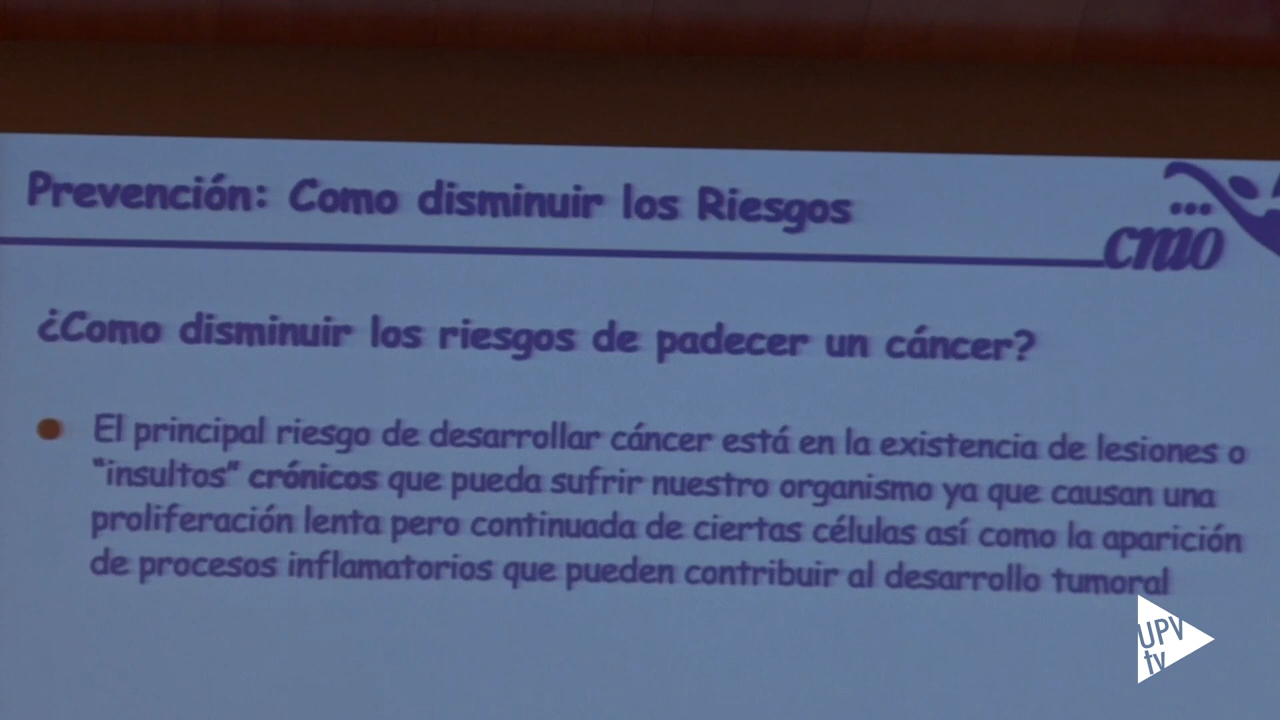 Prevención: Como disminuir los Riesgos
cmo
¿Como disminuir los riesgos de padecer un cáncer?
El principal riesgo de desarrollar cáncer está en la existencia de lesiones o
"insultos" crónicos que pueda sufrir nuestro organismo ya que causan una
proliferación lenta pero continuada de ciertas células así como la aparición
de procesos inflamatorios que pueden contribuir al desarrollo tumoral
UPV
tv